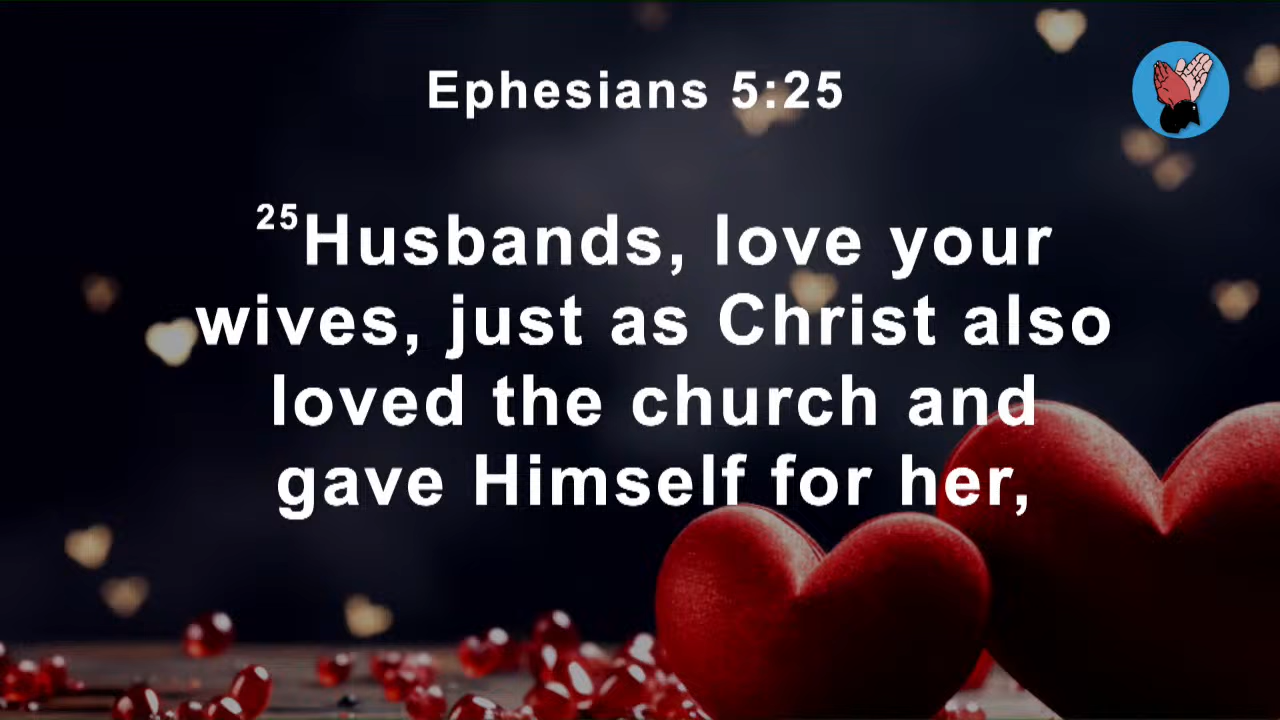 Ephesians 5:25
25Husbands, love your
wives, just as Christ also
loved the church and
gave Himself for her,